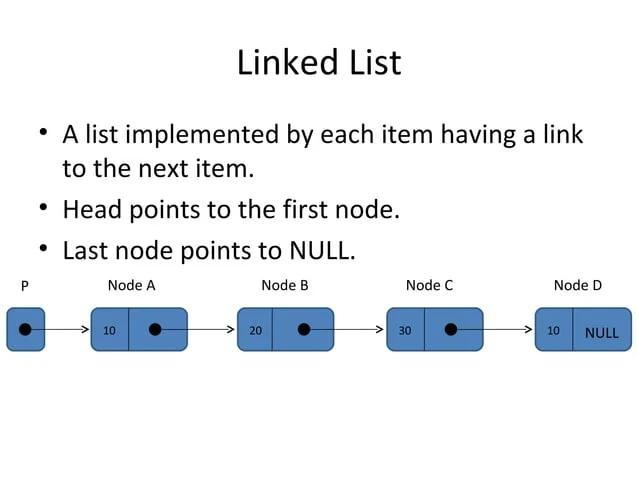 Linked List
• A list implemented by each item having a link
to the next item.
• Head points to the first node.
• Last node points to NULL.
P Node A Node B Node C Node D
10 20 30 10 NULL